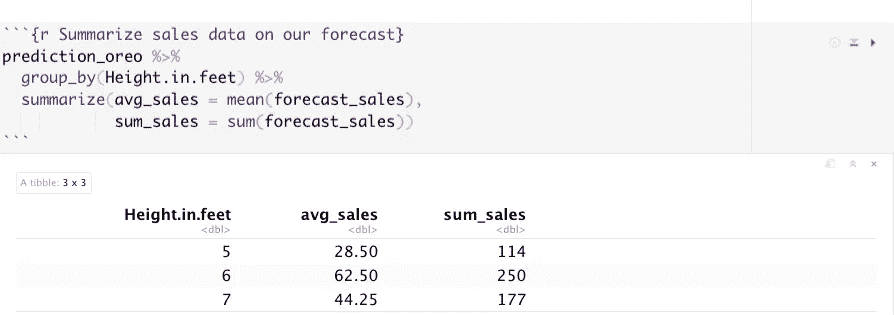 ```{r Summarize sales data on our forecast}
prediction_oreo %>%
  group_by(Height.in.feet) %>%
  summarize(avg_sales = mean(forecast_sales),
            sum_sales = sum(forecast_sales))
```
A tibble: 3 x 3
Height.in.feet avg_sales sum_sales
<dbl> <dbl> <dbl>
5 28.50 114
6 62.50 250
7 44.25 177